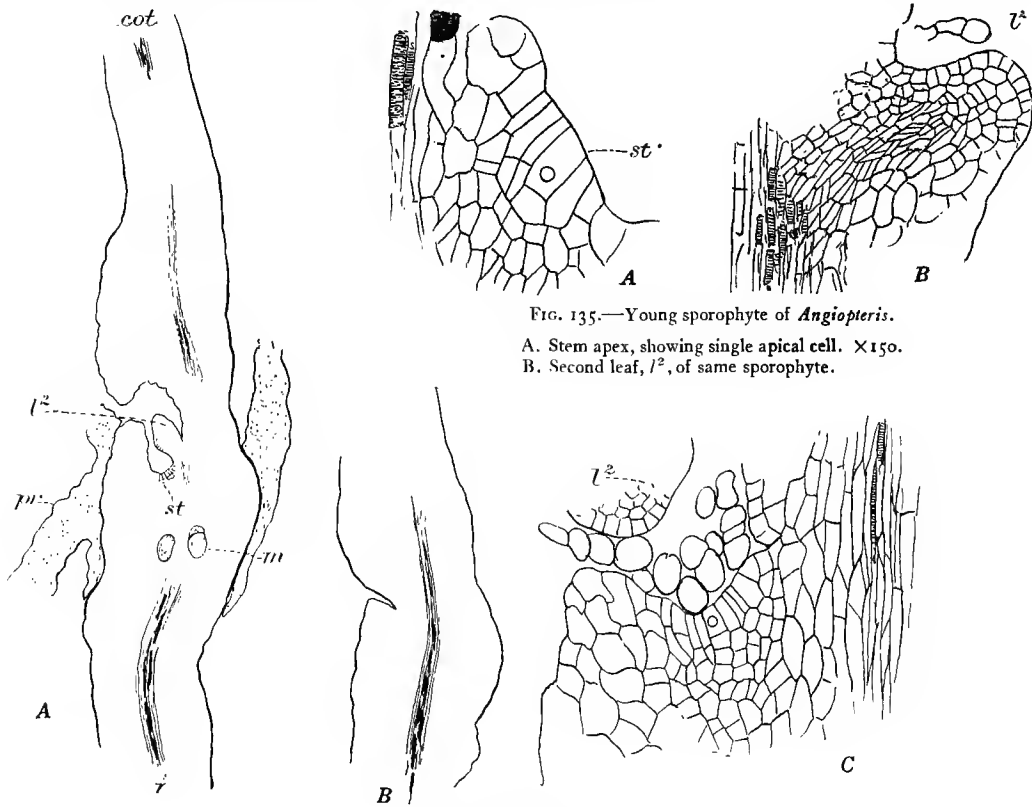 cot
st
l²
A
B
FIG. 135.—Young sporophyte of Angiopteris.
A. Stem apex, showing single apical cell. ×150.
B. Second leaf, l², of same sporophyte.
l²
pr
st
m
A
r
B
l²
C